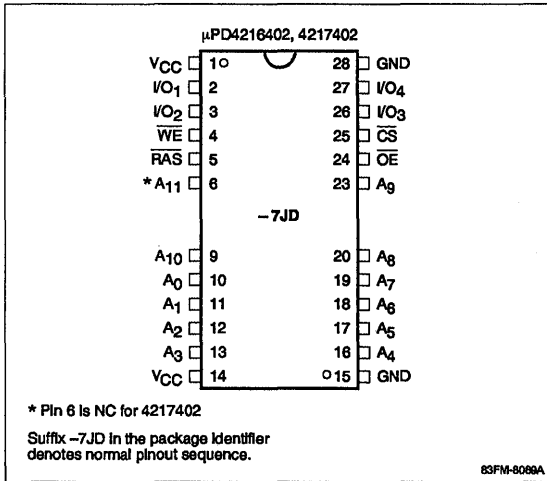 μPD4216402, 4217402
VCC 1 28 GND
I/O1 2 27 I/O4
I/O2 3 26 I/O3
WE 4 25 CS
RAS 5 24 OE
* A11 6 23 A9
–7JD
A10 9 20 A8
A0 10 19 A7
A1 11 18 A6
A2 12 17 A5
A3 13 16 A4
VCC 14 15 GND
* Pin 6 is NC for 4217402
Suffix –7JD in the package identifier
denotes normal pinout sequence.
83FM-8089A